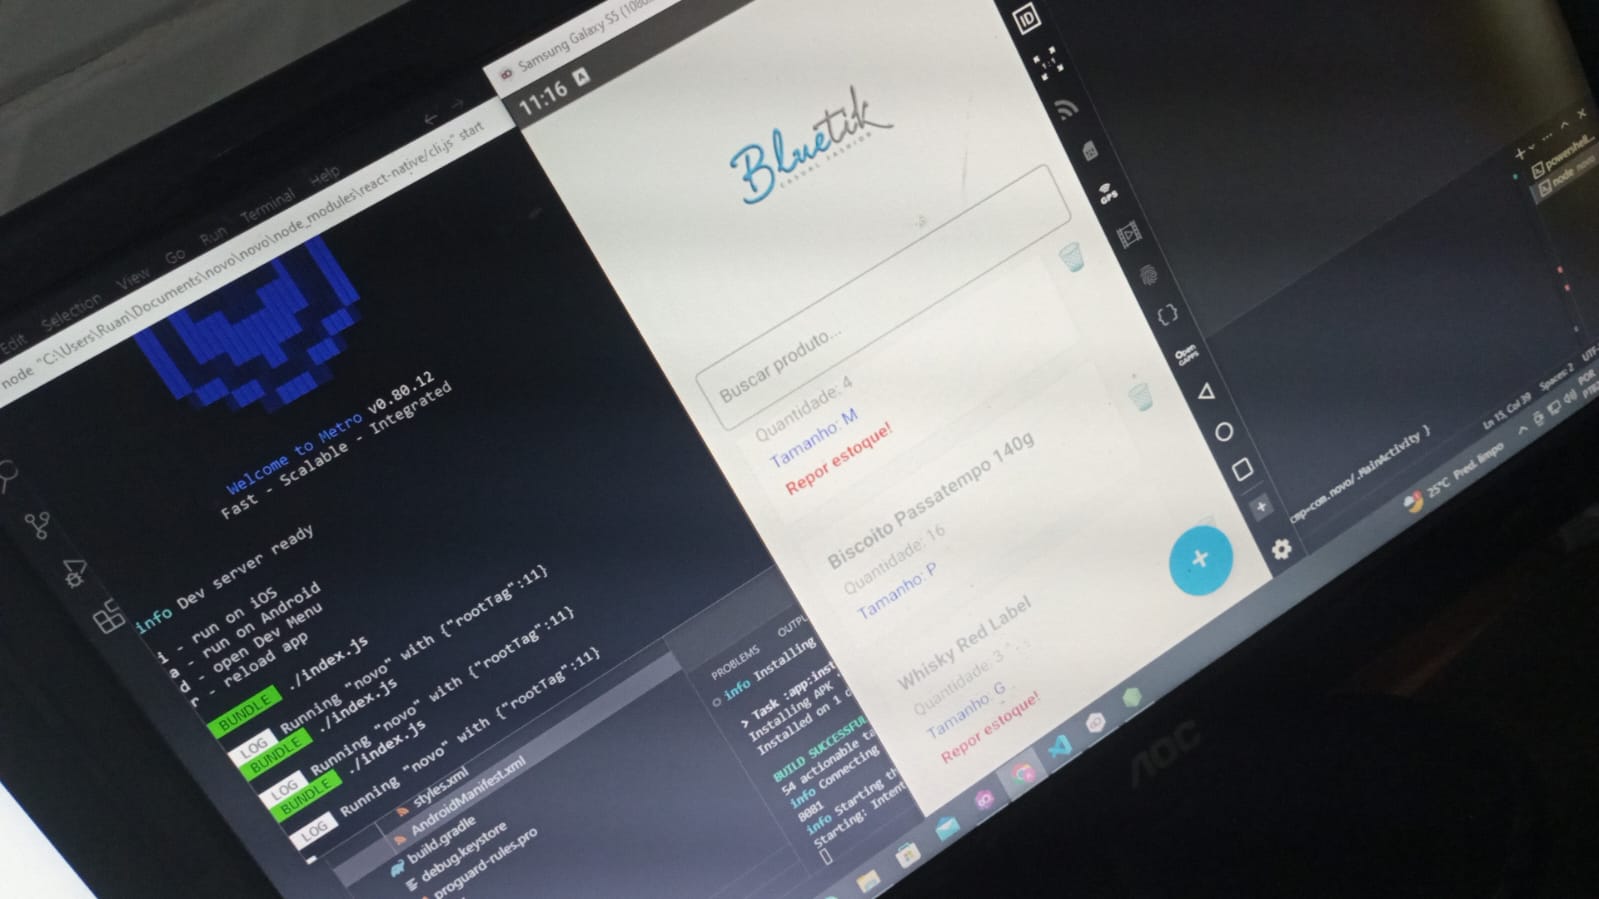 Edit Selection View Go Run Terminal Help
node "C:\Users\Ruan\Documents\novo\novo\node_modules\react-native/cli.js" start
Welcome to Metro v0.80.12
Fast - Scalable - Integrated
info Dev server ready
i - run on iOS
a - run on Android
d - open Dev Menu
r - reload app
BUNDLE ./index.js
LOG Running "novo" with {"rootTag":11}
BUNDLE ./index.js
LOG Running "novo" with {"rootTag":11}
BUNDLE ./index.js
LOG Running "novo" with {"rootTag":11}
styles.xml
AndroidManifest.xml
build.gradle
debug.keystore
proguard-rules.pro
PROBLEMS
info Installing
> Task :app:inst
Installing APK
Installed on 1
BUILD SUCCESSFUL
54 actionable ta
info Connecting
8081
info Starting th
Starting: Intent
Samsung Galaxy S5
11:16 A
Bluetik
CASUAL FASHION
Buscar produto...
Quantidade: 4
Tamanho: M
Repor estoque!
Biscoito Passatempo 140g
Quantidade: 16
Tamanho: P
Whisky Red Label
Quantidade: 3
Tamanho: G
Repor estoque!
+
ID
1:1
GPS
Open
GAPPS
powershell...
node novo
cmp=com.novo/.MainActivity }
Ln 15, Col 39 Spaces: 2 UTF-
25°C Pred. limpo
POR
AOC